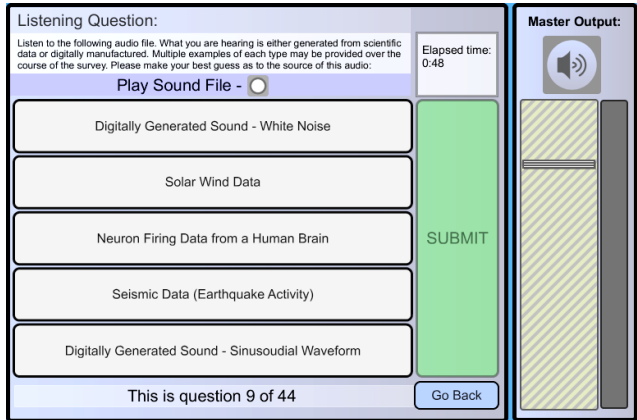 Listening Question:
Listen to the following audio file. What you are hearing is either generated from scientific
data or digitally manufactured. Multiple examples of each type may be provided over the
course of the survey. Please make your best guess as to the source of this audio:
Play Sound File -
Elapsed time:
0:48
Digitally Generated Sound - White Noise
Solar Wind Data
Neuron Firing Data from a Human Brain
Seismic Data (Earthquake Activity)
Digitally Generated Sound - Sinusoudial Waveform
SUBMIT
This is question 9 of 44
Go Back
Master Output: